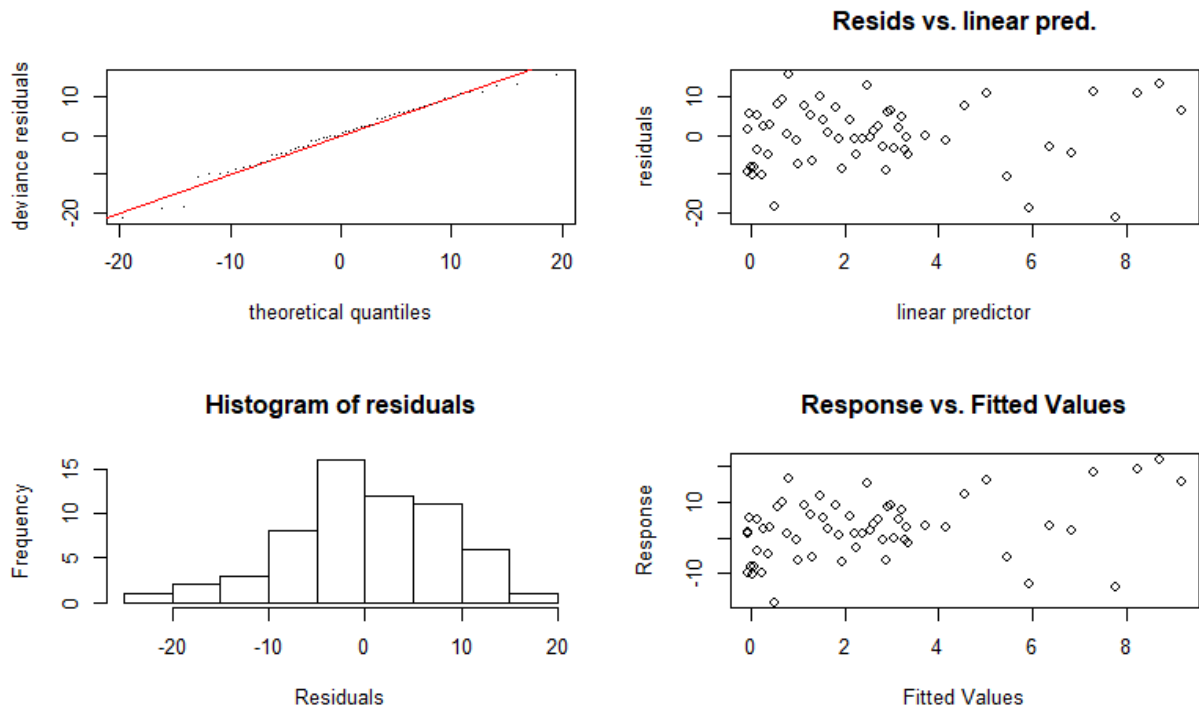 deviance residuals
10
0
-20
-20
-10
0
10
20
theoretical quantiles
Resids vs. linear pred.
residuals
10
0
-20
0
2
4
6
8
linear predictor
Histogram of residuals
Frequency
15
10
5
0
-20
-10
0
10
20
Residuals
Response vs. Fitted Values
Response
10
-10
0
2
4
6
8
Fitted Values